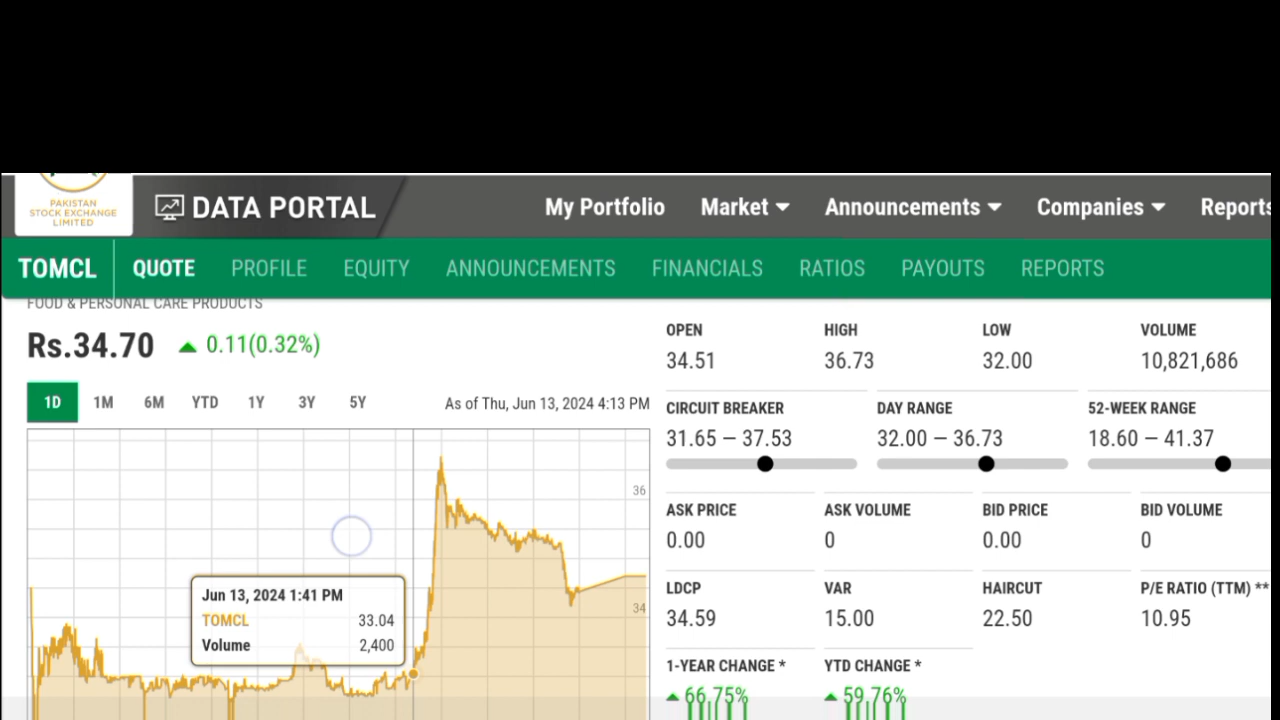 PAKISTAN
STOCK EXCHANGE
LIMITED
DATA PORTAL
My Portfolio
Market
Announcements
Companies
Reports
TOMCL
QUOTE
PROFILE
EQUITY
ANNOUNCEMENTS
FINANCIALS
RATIOS
PAYOUTS
REPORTS
FOOD & PERSONAL CARE PRODUCTS
Rs.34.70
0.11(0.32%)
1D 1M 6M YTD 1Y 3Y 5Y
As of Thu, Jun 13, 2024 4:13 PM
36
34
Jun 13, 2024 1:41 PM
TOMCL 33.04
Volume 2,400
OPEN HIGH LOW VOLUME
34.51 36.73 32.00 10,821,686
CIRCUIT BREAKER DAY RANGE 52-WEEK RANGE
31.65 — 37.53 32.00 — 36.73 18.60 — 41.37
ASK PRICE ASK VOLUME BID PRICE BID VOLUME
0.00 0 0.00 0
LDCP VAR HAIRCUT P/E RATIO (TTM) **
34.59 15.00 22.50 10.95
1-YEAR CHANGE * YTD CHANGE *
66.75% 59.76%